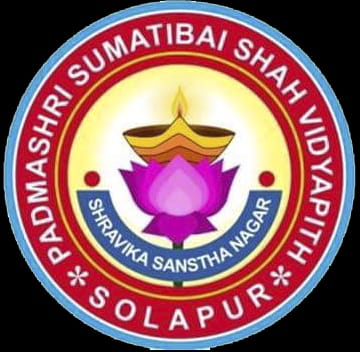 PADMASHRI SUMATIBAI SHAH VIDYAPITH
SHRAVIKA SANSTHA NAGAR
* SOLAPUR *